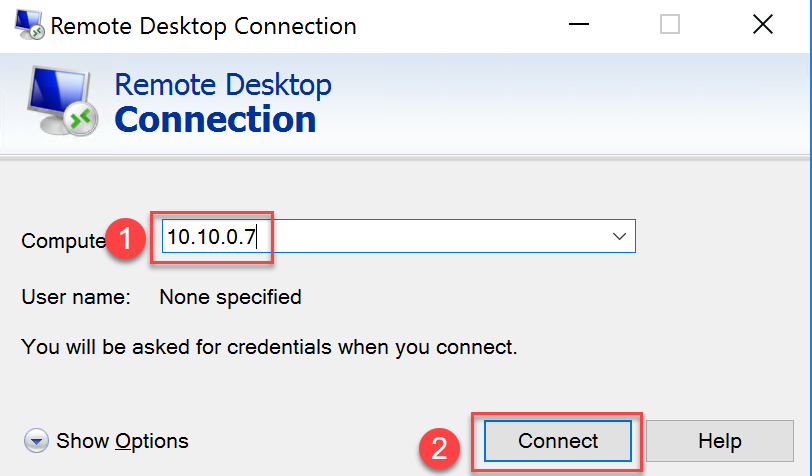 Remote Desktop Connection
Remote Desktop
Connection
Compute 1 10.10.0.7
User name: None specified
You will be asked for credentials when you connect.
Show Options 2 Connect Help